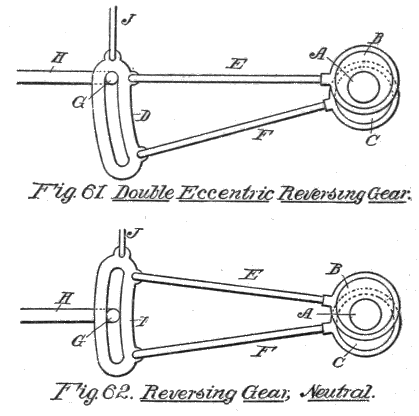 J
H
E
A
B
G
D
F
C
Fig. 61. Double Eccentric Reversing Gear.
J
E
B
H
A
G
F
C
Fig. 62. Reversing Gear, Neutral.